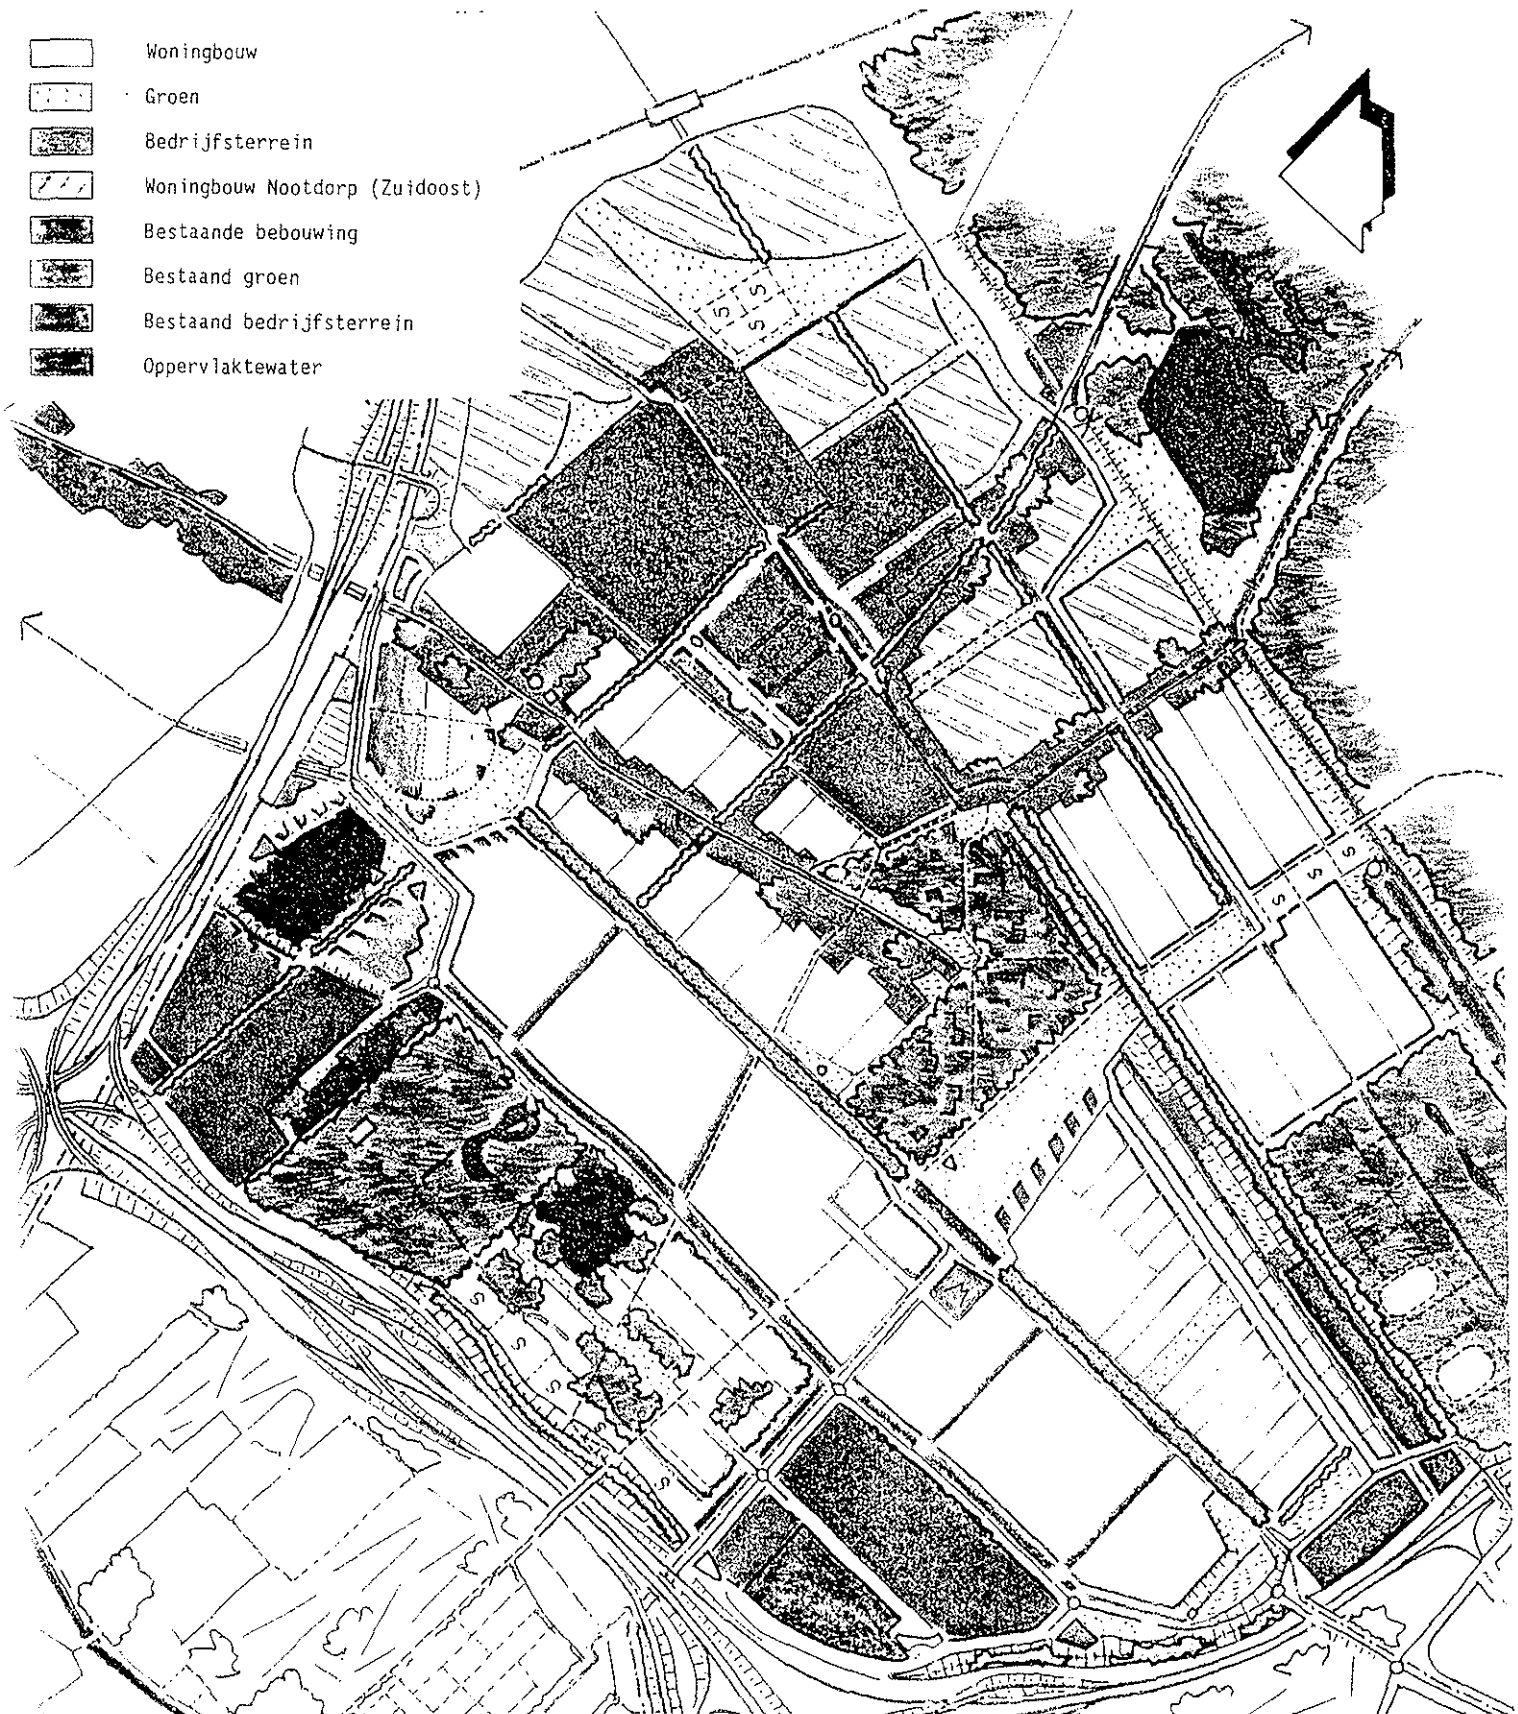 Woningbouw
Groen
Bedrijfsterrein
Woningbouw Nootdorp (Zuidoost)
Bestaande bebouwing
Bestaand groen
Bestaand bedrijfsterrein
Oppervlaktewater
S
S
S
S
S
S
S
S
S
S
S